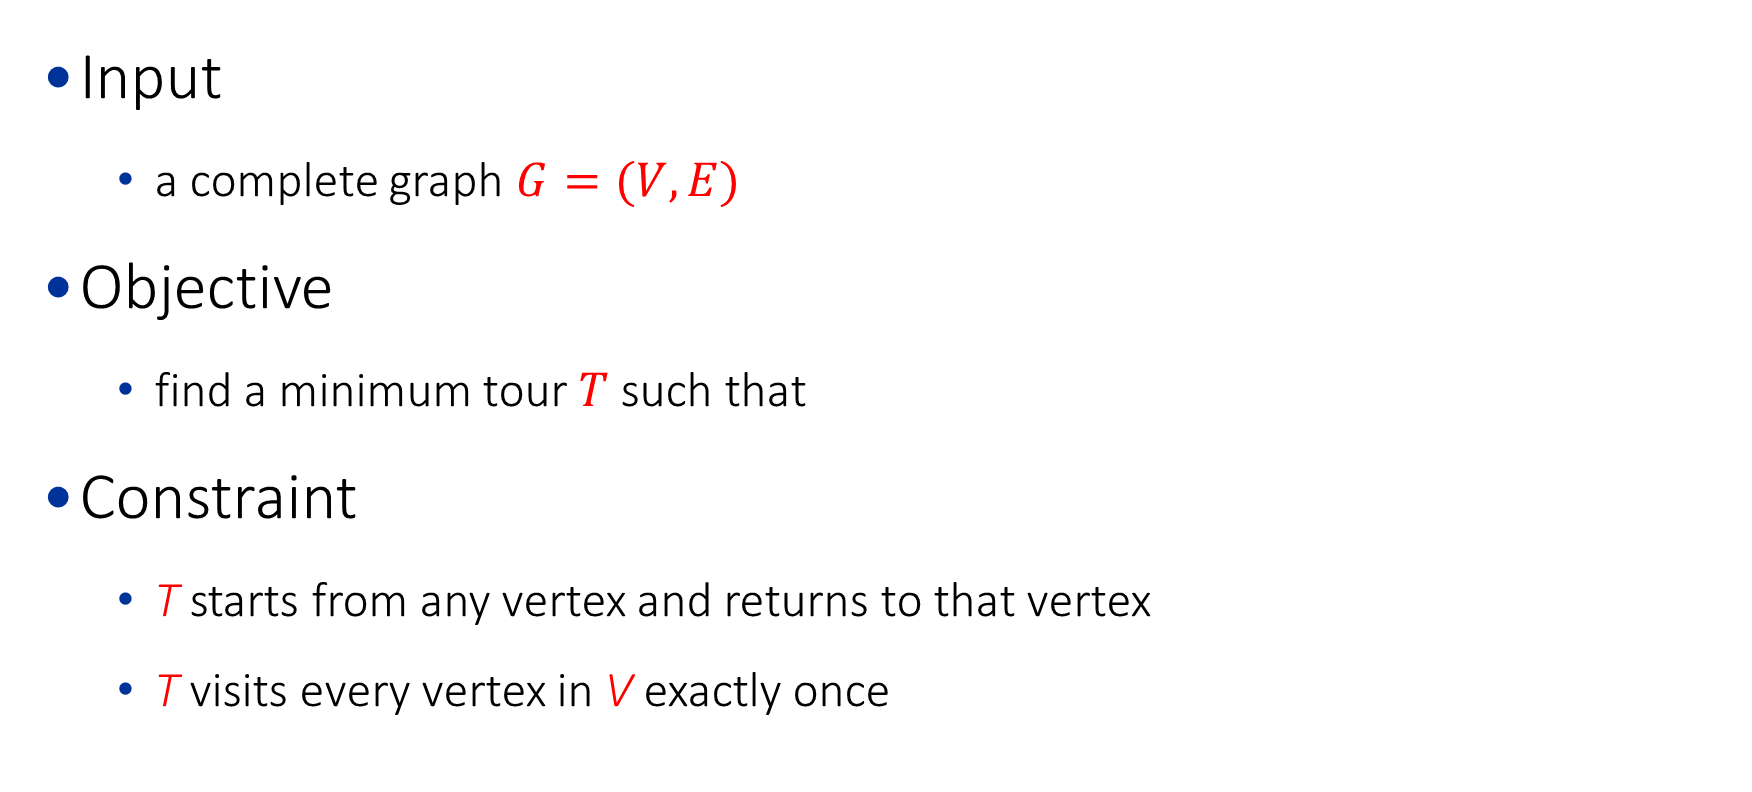 • Input
• a complete graph G = (V, E)
• Objective
• find a minimum tour T such that
• Constraint
• T starts from any vertex and returns to that vertex
• T visits every vertex in V exactly once